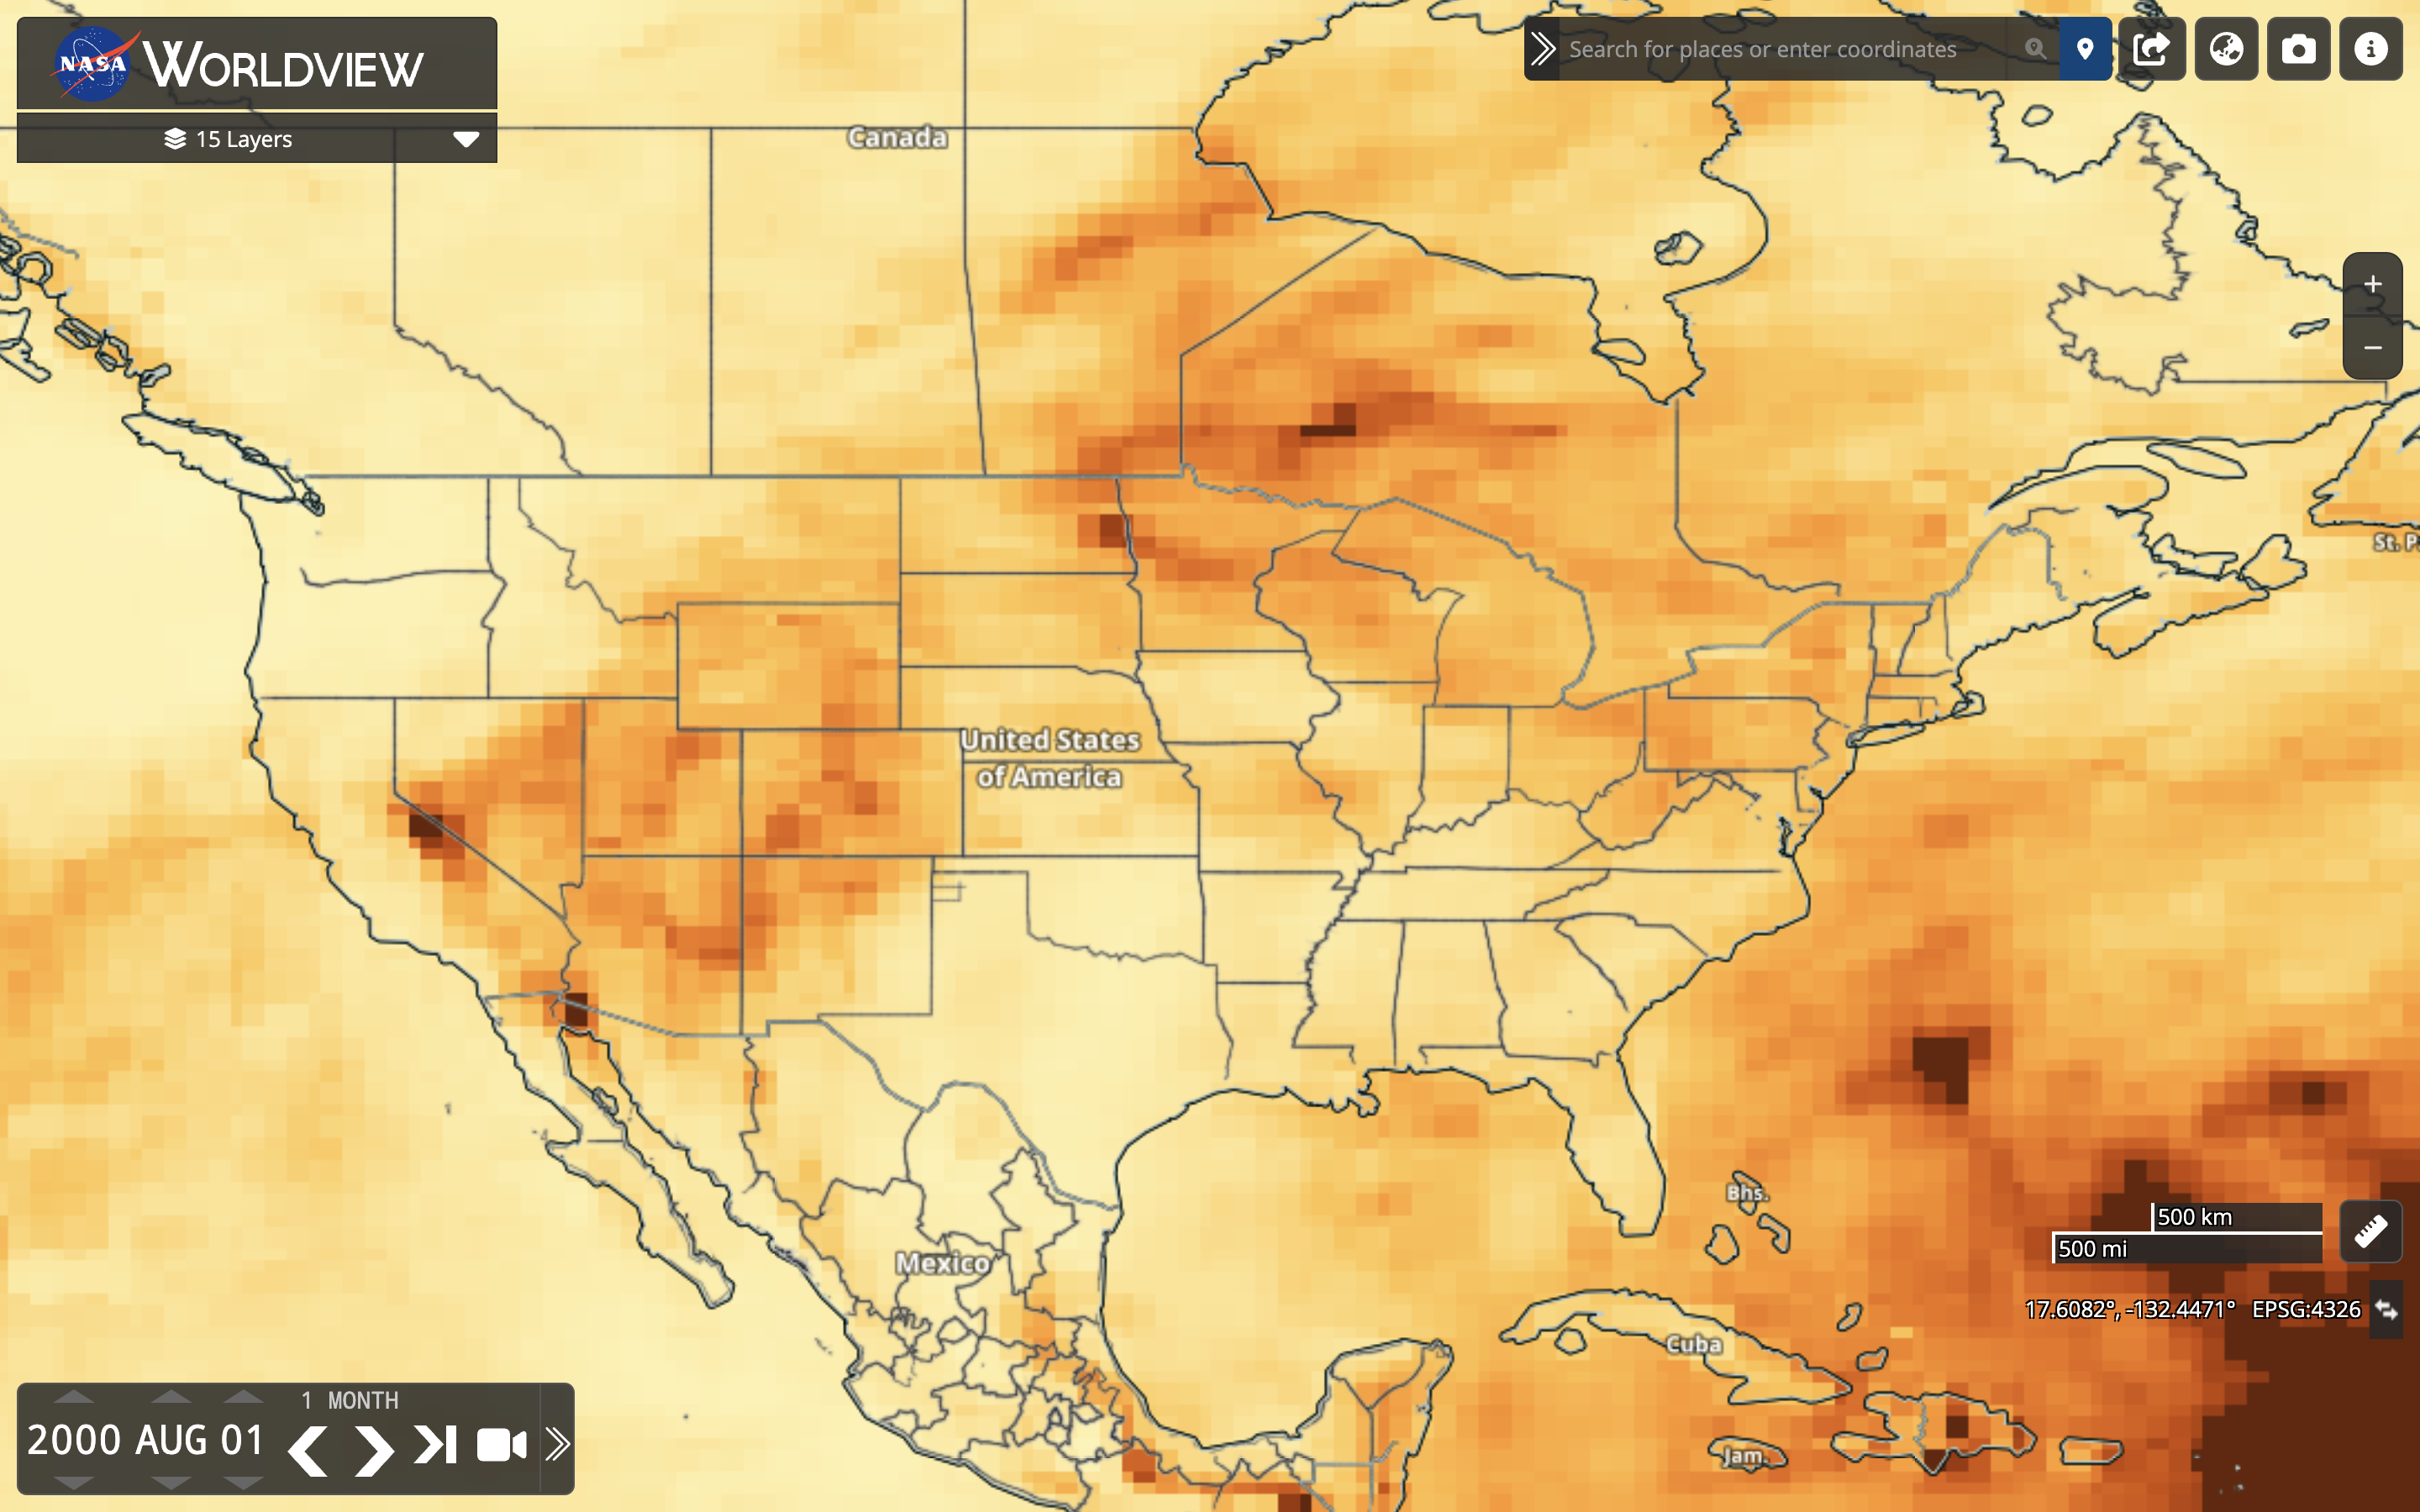 NASA WORLDVIEW
15 Layers
Search for places or enter coordinates
Canada
St. P
United States
of America
Bhs.
500 km
500 mi
Mexico
17.6082°, -132.4471° EPSG:4326
Cuba
Jam.
1 MONTH
2000 AUG 01